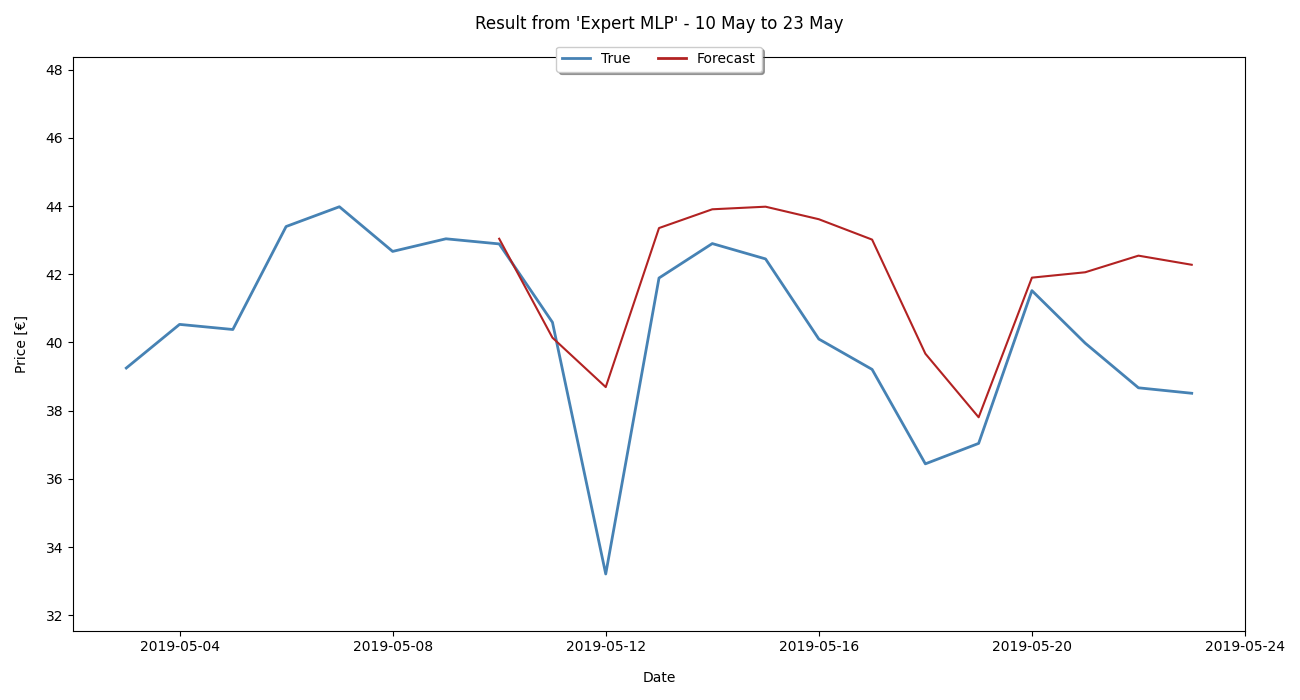 Result from 'Expert MLP' - 10 May to 23 May
True Forecast
48
46
44
42
40
38
36
34
32
Price [€]
2019-05-04 2019-05-08 2019-05-12 2019-05-16 2019-05-20 2019-05-24
Date